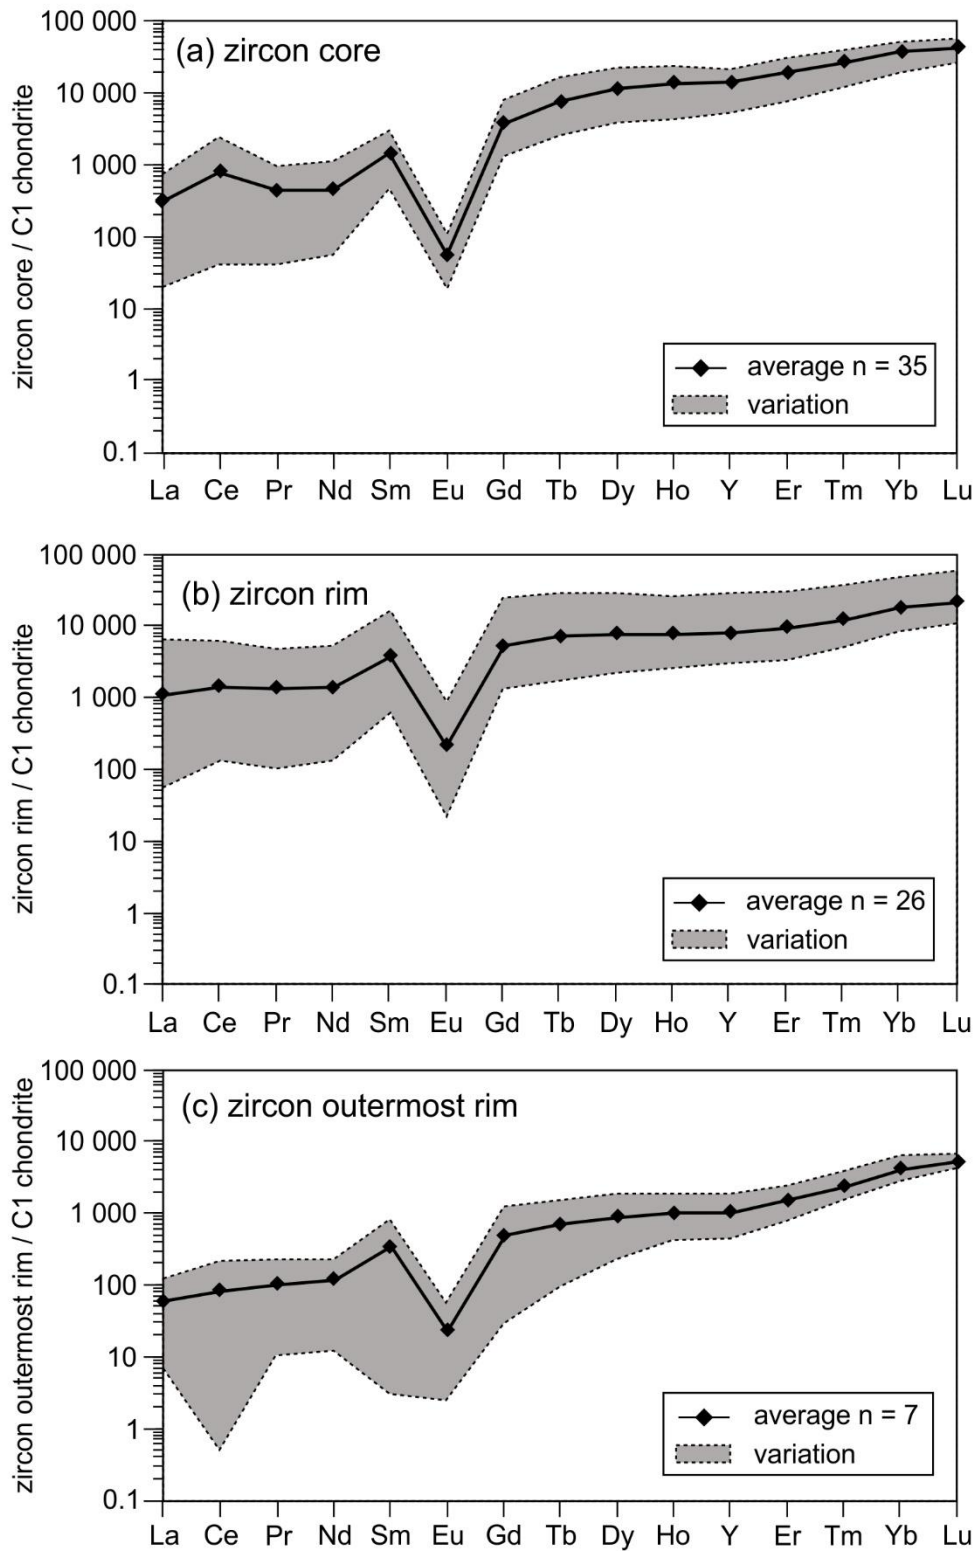 (a) zircon core
zircon core / C1 chondrite
100 000
10 000
1 000
100
10
1
0.1
average n = 35
variation
La Ce Pr Nd Sm Eu Gd Tb Dy Ho Y Er Tm Yb Lu
(b) zircon rim
zircon rim / C1 chondrite
100 000
10 000
1 000
100
10
1
0.1
average n = 26
variation
La Ce Pr Nd Sm Eu Gd Tb Dy Ho Y Er Tm Yb Lu
(c) zircon outermost rim
zircon outermost rim / C1 chondrite
100 000
10 000
1 000
100
10
1
0.1
average n = 7
variation
La Ce Pr Nd Sm Eu Gd Tb Dy Ho Y Er Tm Yb Lu